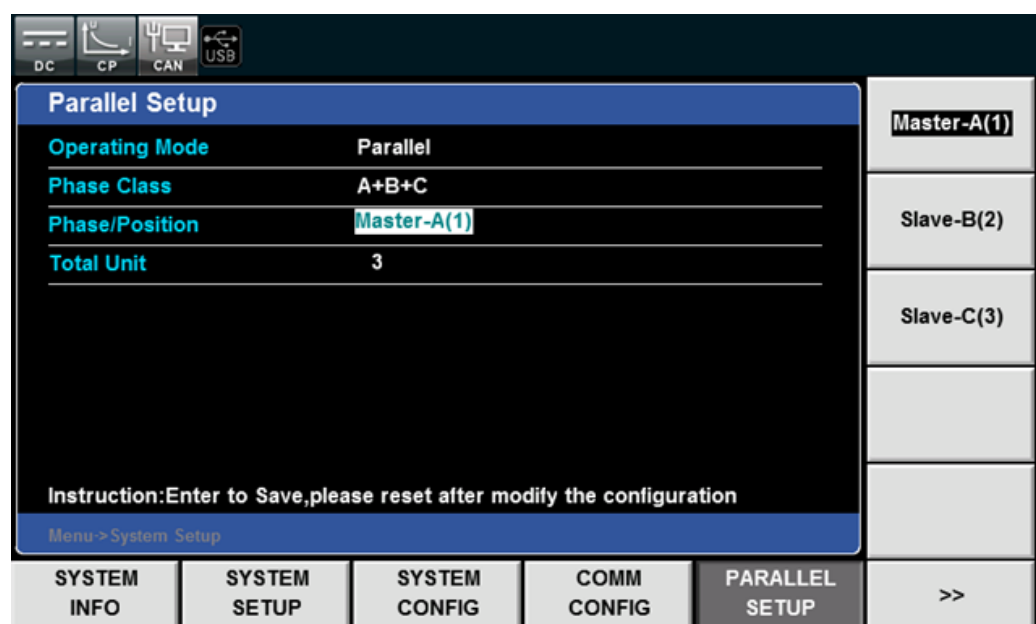 DC CP CAN USB
U I
Parallel Setup
Operating Mode Parallel
Phase Class A+B+C
Phase/Position Master-A(1)
Total Unit 3
Instruction:Enter to Save,please reset after modify the configuration
Menu->System Setup
Master-A(1)
Slave-B(2)
Slave-C(3)
SYSTEM INFO
SYSTEM SETUP
SYSTEM CONFIG
COMM CONFIG
PARALLEL SETUP
>>